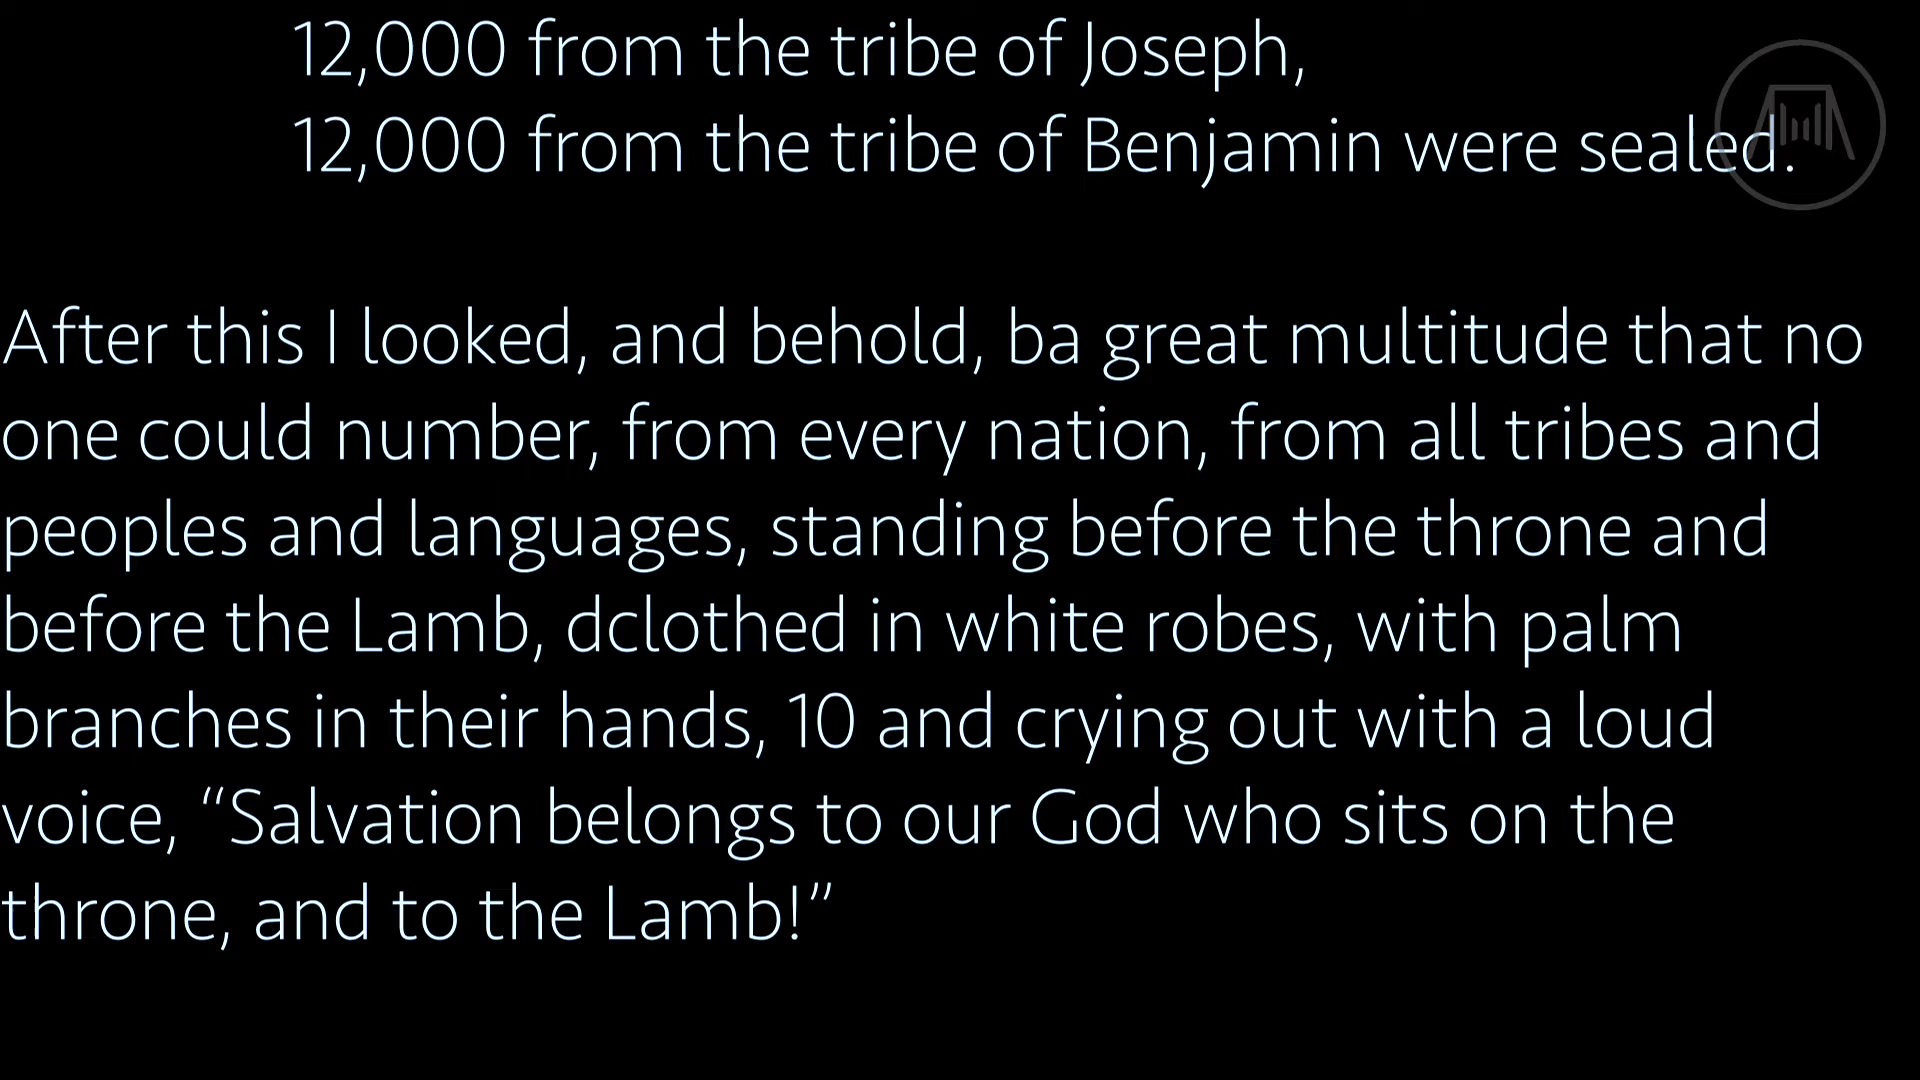 12,000 from the tribe of Joseph,
12,000 from the tribe of Benjamin were sealed.
After this I looked, and behold, ba great multitude that no
one could number, from every nation, from all tribes and
peoples and languages, standing before the throne and
before the Lamb, dclothed in white robes, with palm
branches in their hands, 10 and crying out with a loud
voice, “Salvation belongs to our God who sits on the
throne, and to the Lamb!”